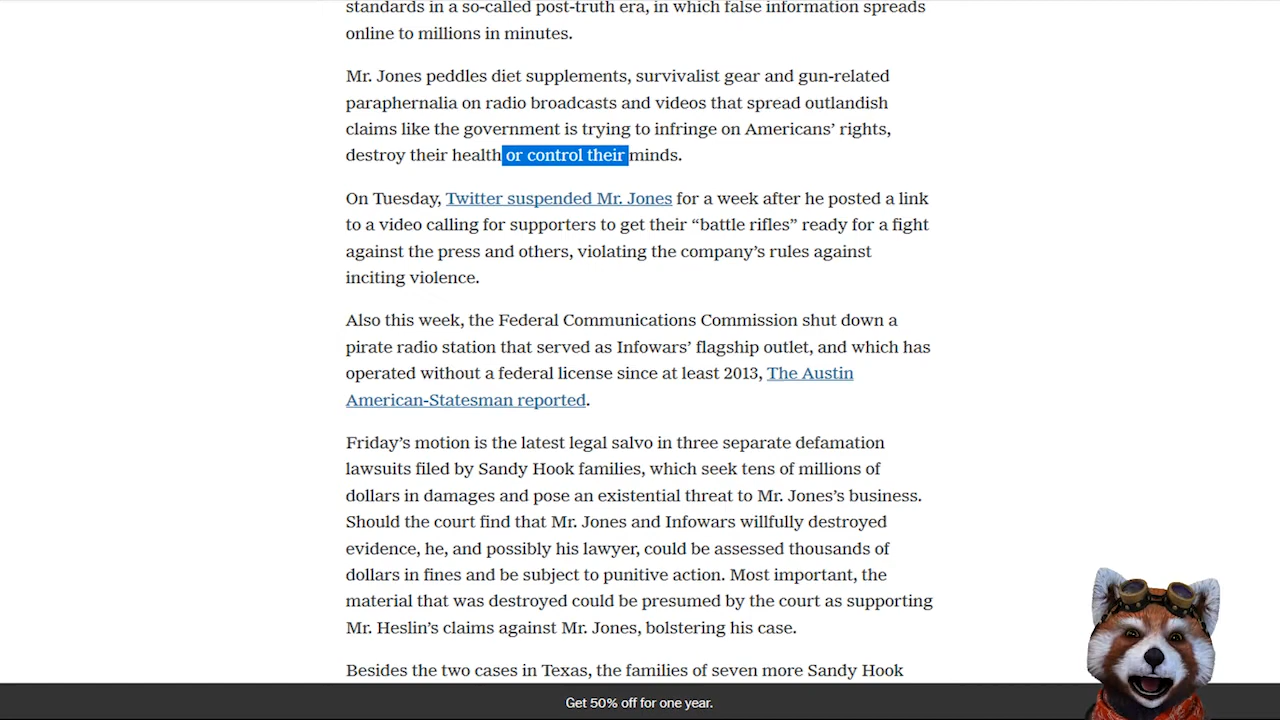 standards in a so-called post-truth era, in which false information spreads
online to millions in minutes.
Mr. Jones peddles diet supplements, survivalist gear and gun-related
paraphernalia on radio broadcasts and videos that spread outlandish
claims like the government is trying to infringe on Americans’ rights,
destroy their health or control their minds.
On Tuesday, Twitter suspended Mr. Jones for a week after he posted a link
to a video calling for supporters to get their “battle rifles” ready for a fight
against the press and others, violating the company’s rules against
inciting violence.
Also this week, the Federal Communications Commission shut down a
pirate radio station that served as Infowars’ flagship outlet, and which has
operated without a federal license since at least 2013, The Austin
American-Statesman reported.
Friday’s motion is the latest legal salvo in three separate defamation
lawsuits filed by Sandy Hook families, which seek tens of millions of
dollars in damages and pose an existential threat to Mr. Jones’s business.
Should the court find that Mr. Jones and Infowars willfully destroyed
evidence, he, and possibly his lawyer, could be assessed thousands of
dollars in fines and be subject to punitive action. Most important, the
material that was destroyed could be presumed by the court as supporting
Mr. Heslin’s claims against Mr. Jones, bolstering his case.
Besides the two cases in Texas, the families of seven more Sandy Hook
Get 50% off for one year.